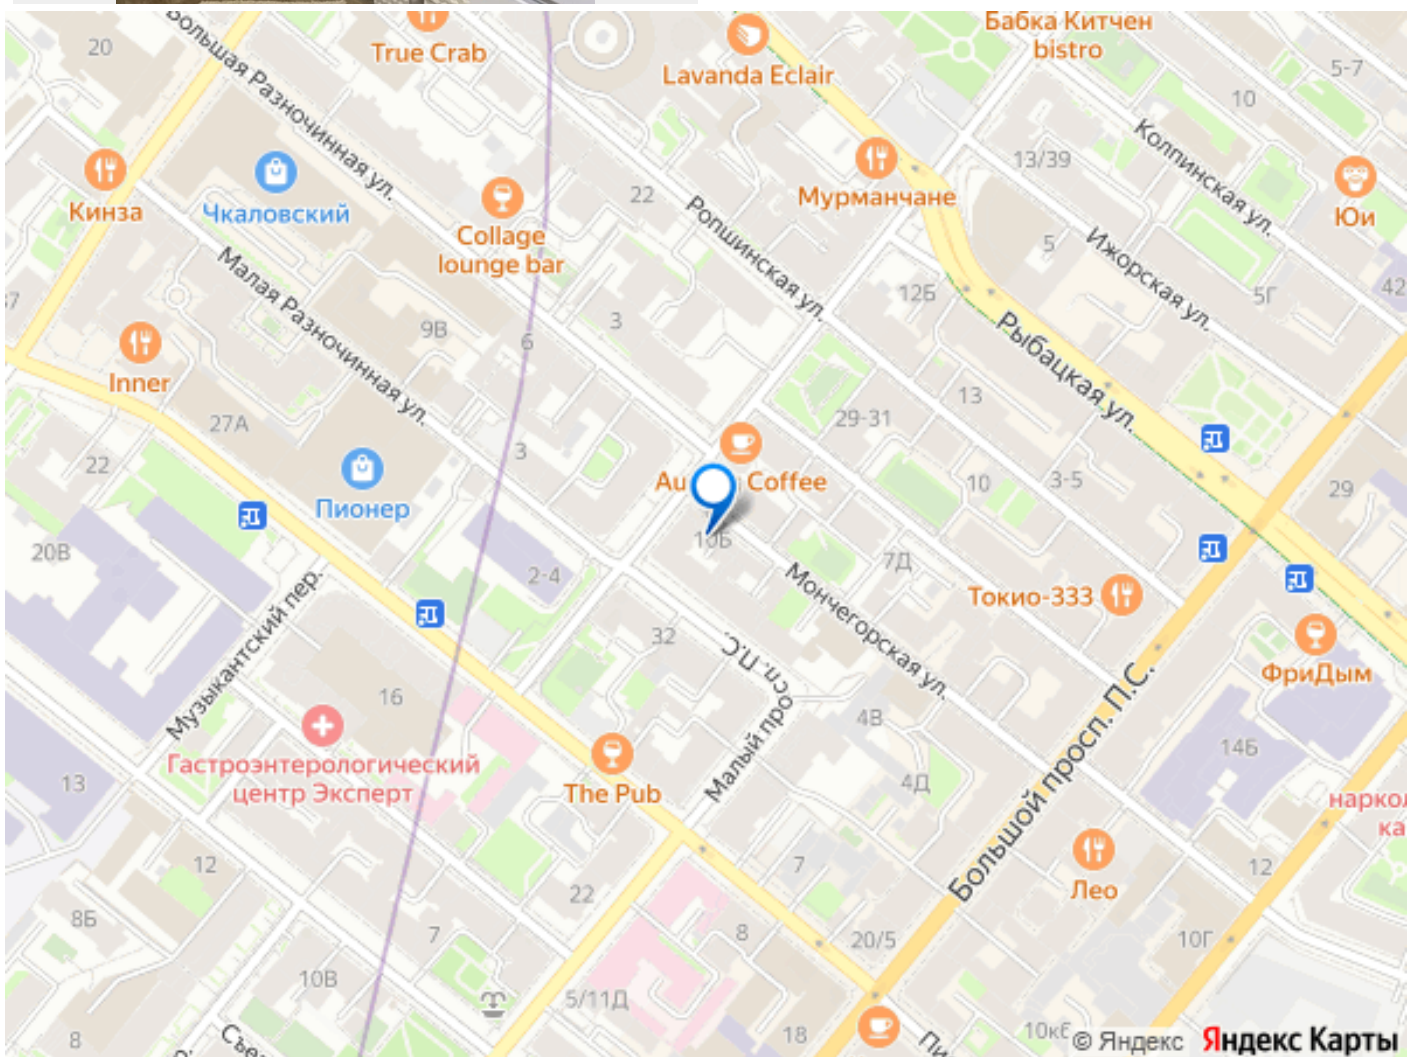 Бабка Китчен
bistro
20
True Crab
Lavanda Eclair
5-7
10
Большая Разночинная ул.
Колпинская ул.
13/39
Кинза
Чкаловский
Collage
lounge bar
22
Ропшинская ул.
Мурманчане
Юи
5
Ижорская ул.
Малая Разночинная ул.
9В
6
3
12Б
5Г
42
37
Inner
Рыбацкая ул.
27А
3
29-31
13
22
Пионер
Coffee
10
3-5
29
20В
2-4
10Б
7Д
Мончегорская ул.
Токио-333
Музыкантский пер.
32
Малый просп. П.С.
ФриДым
16
4В
14Б
Гастроэнтерологический
центр Эксперт
13
The Pub
4Д
Большой просп. П.С.
12
7
Лео
12
22
8Б
7
8
20/5
10Г
10В
5/11Д
18
8
© Яндекс Яндекс Карты